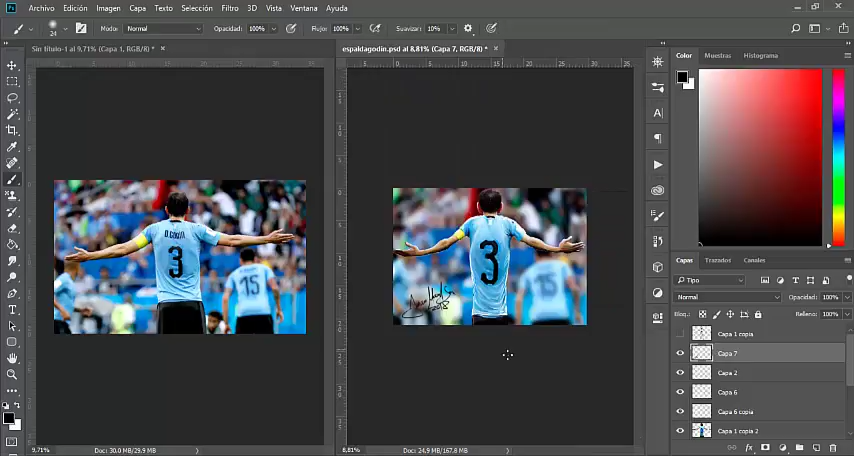 Archivo Edición Imagen Capa Texto Selección Filtro 3D Vista Ventana Ayuda
24 Modo: Normal Opacidad: 100% Flujo: 100% Suavizar: 10%
Sin título-1 al 9,71% (Capa 1, RGB/8) * ×
espaldagodin.psd al 8,81% (Capa 7, RGB/8) * ×
Color Muestras Histograma
D.GODÍN
3
15
3
15
2018
Capas Trazados Canales
Tipo
Normal Opacidad: 100%
Bloq.: Relleno: 100%
Capa 1 copia
Capa 7
Capa 2
Capa 6
Capa 6 copia
Capa 1 copia 2
9,71% Doc: 30.0 MB/29.9 MB
8,81% Doc: 24.9 MB/167.8 MB